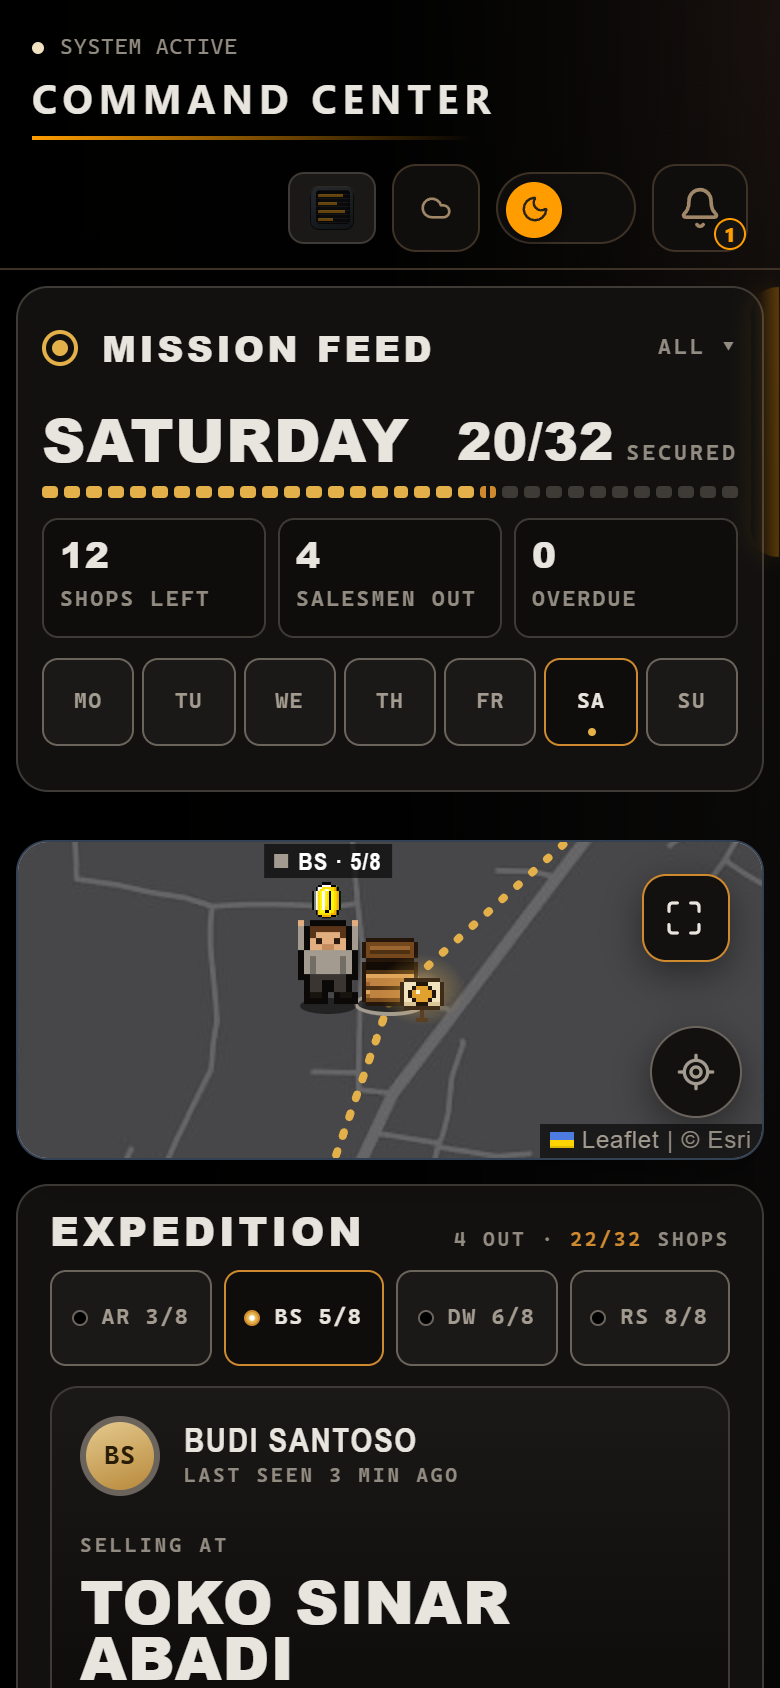 SYSTEM ACTIVE
COMMAND CENTER
1
MISSION FEED
ALL ▼
SATURDAY 20/32 SECURED
12 4 0
SHOPS LEFT SALESMEN OUT OVERDUE
MO TU WE TH FR SA SU
BS · 5/8
Leaflet | © Esri
EXPEDITION 4 OUT · 22/32 SHOPS
AR 3/8 BS 5/8 DW 6/8 RS 8/8
BS BUDI SANTOSO
LAST SEEN 3 MIN AGO
SELLING AT
TOKO SINAR
ABADI